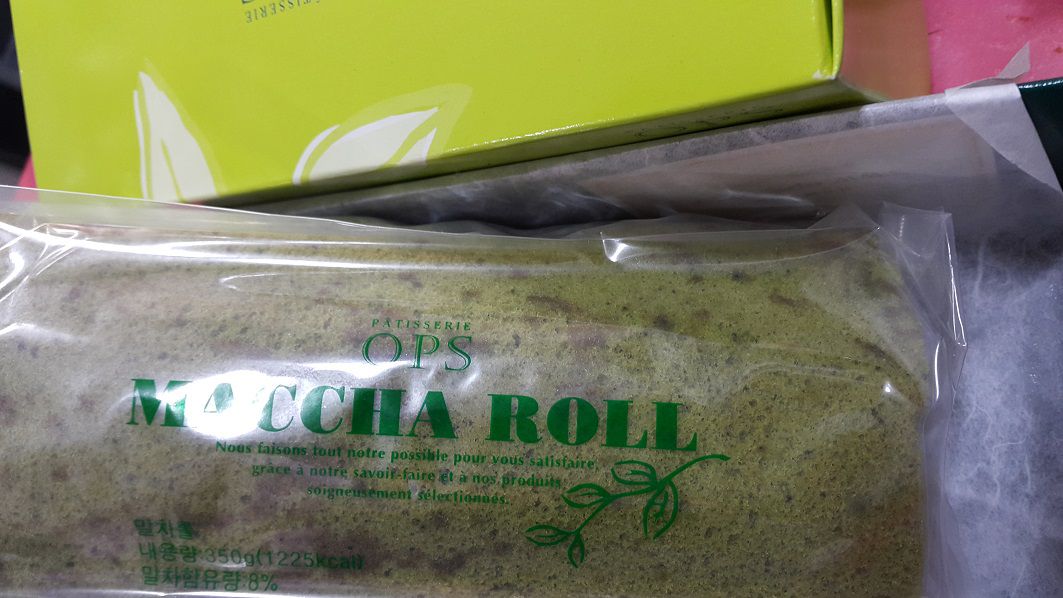 PATISSERIE
PATISSERIE
OPS
MACCHA ROLL
Nous faisons tout notre possible pour vous satisfaire,
grâce à notre savoir-faire et à nos produits
soigneusement sélectionnés.
말차롤
내용량:350g(1225kcal)
말차함유량:8%